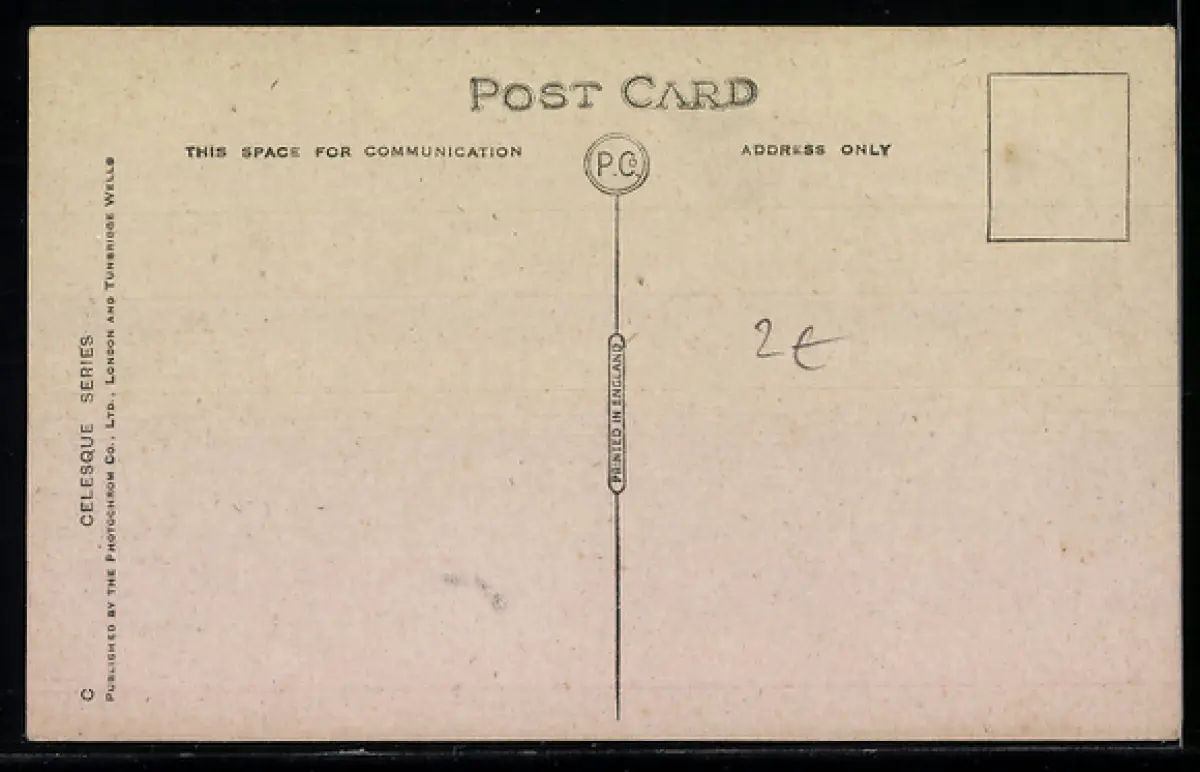 POST CARD
THIS SPACE FOR COMMUNICATION
P.Co.
ADDRESS ONLY
2€
PRINTED IN ENGLAND
C CELESQUE SERIES
PUBLISHED BY THE PHOTOCHROM CO., LTD., LONDON AND TUNBRIDGE WELLS